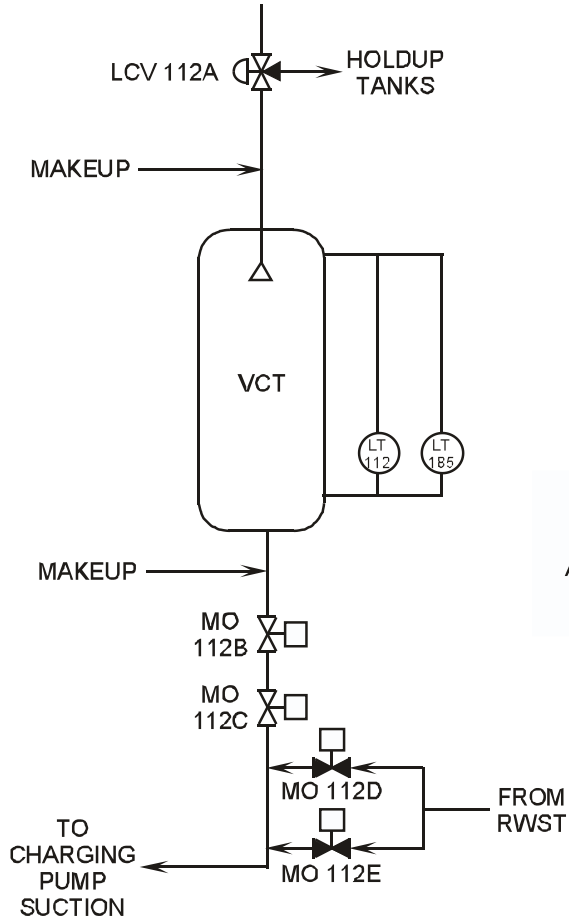 LCV 112A
HOLDUP
TANKS
MAKEUP
VCT
LT
112
LT
185
MAKEUP
MO
112B
MO
112C
MO 112D
FROM
RWST
MO 112E
TO
CHARGING
PUMP
SUCTION